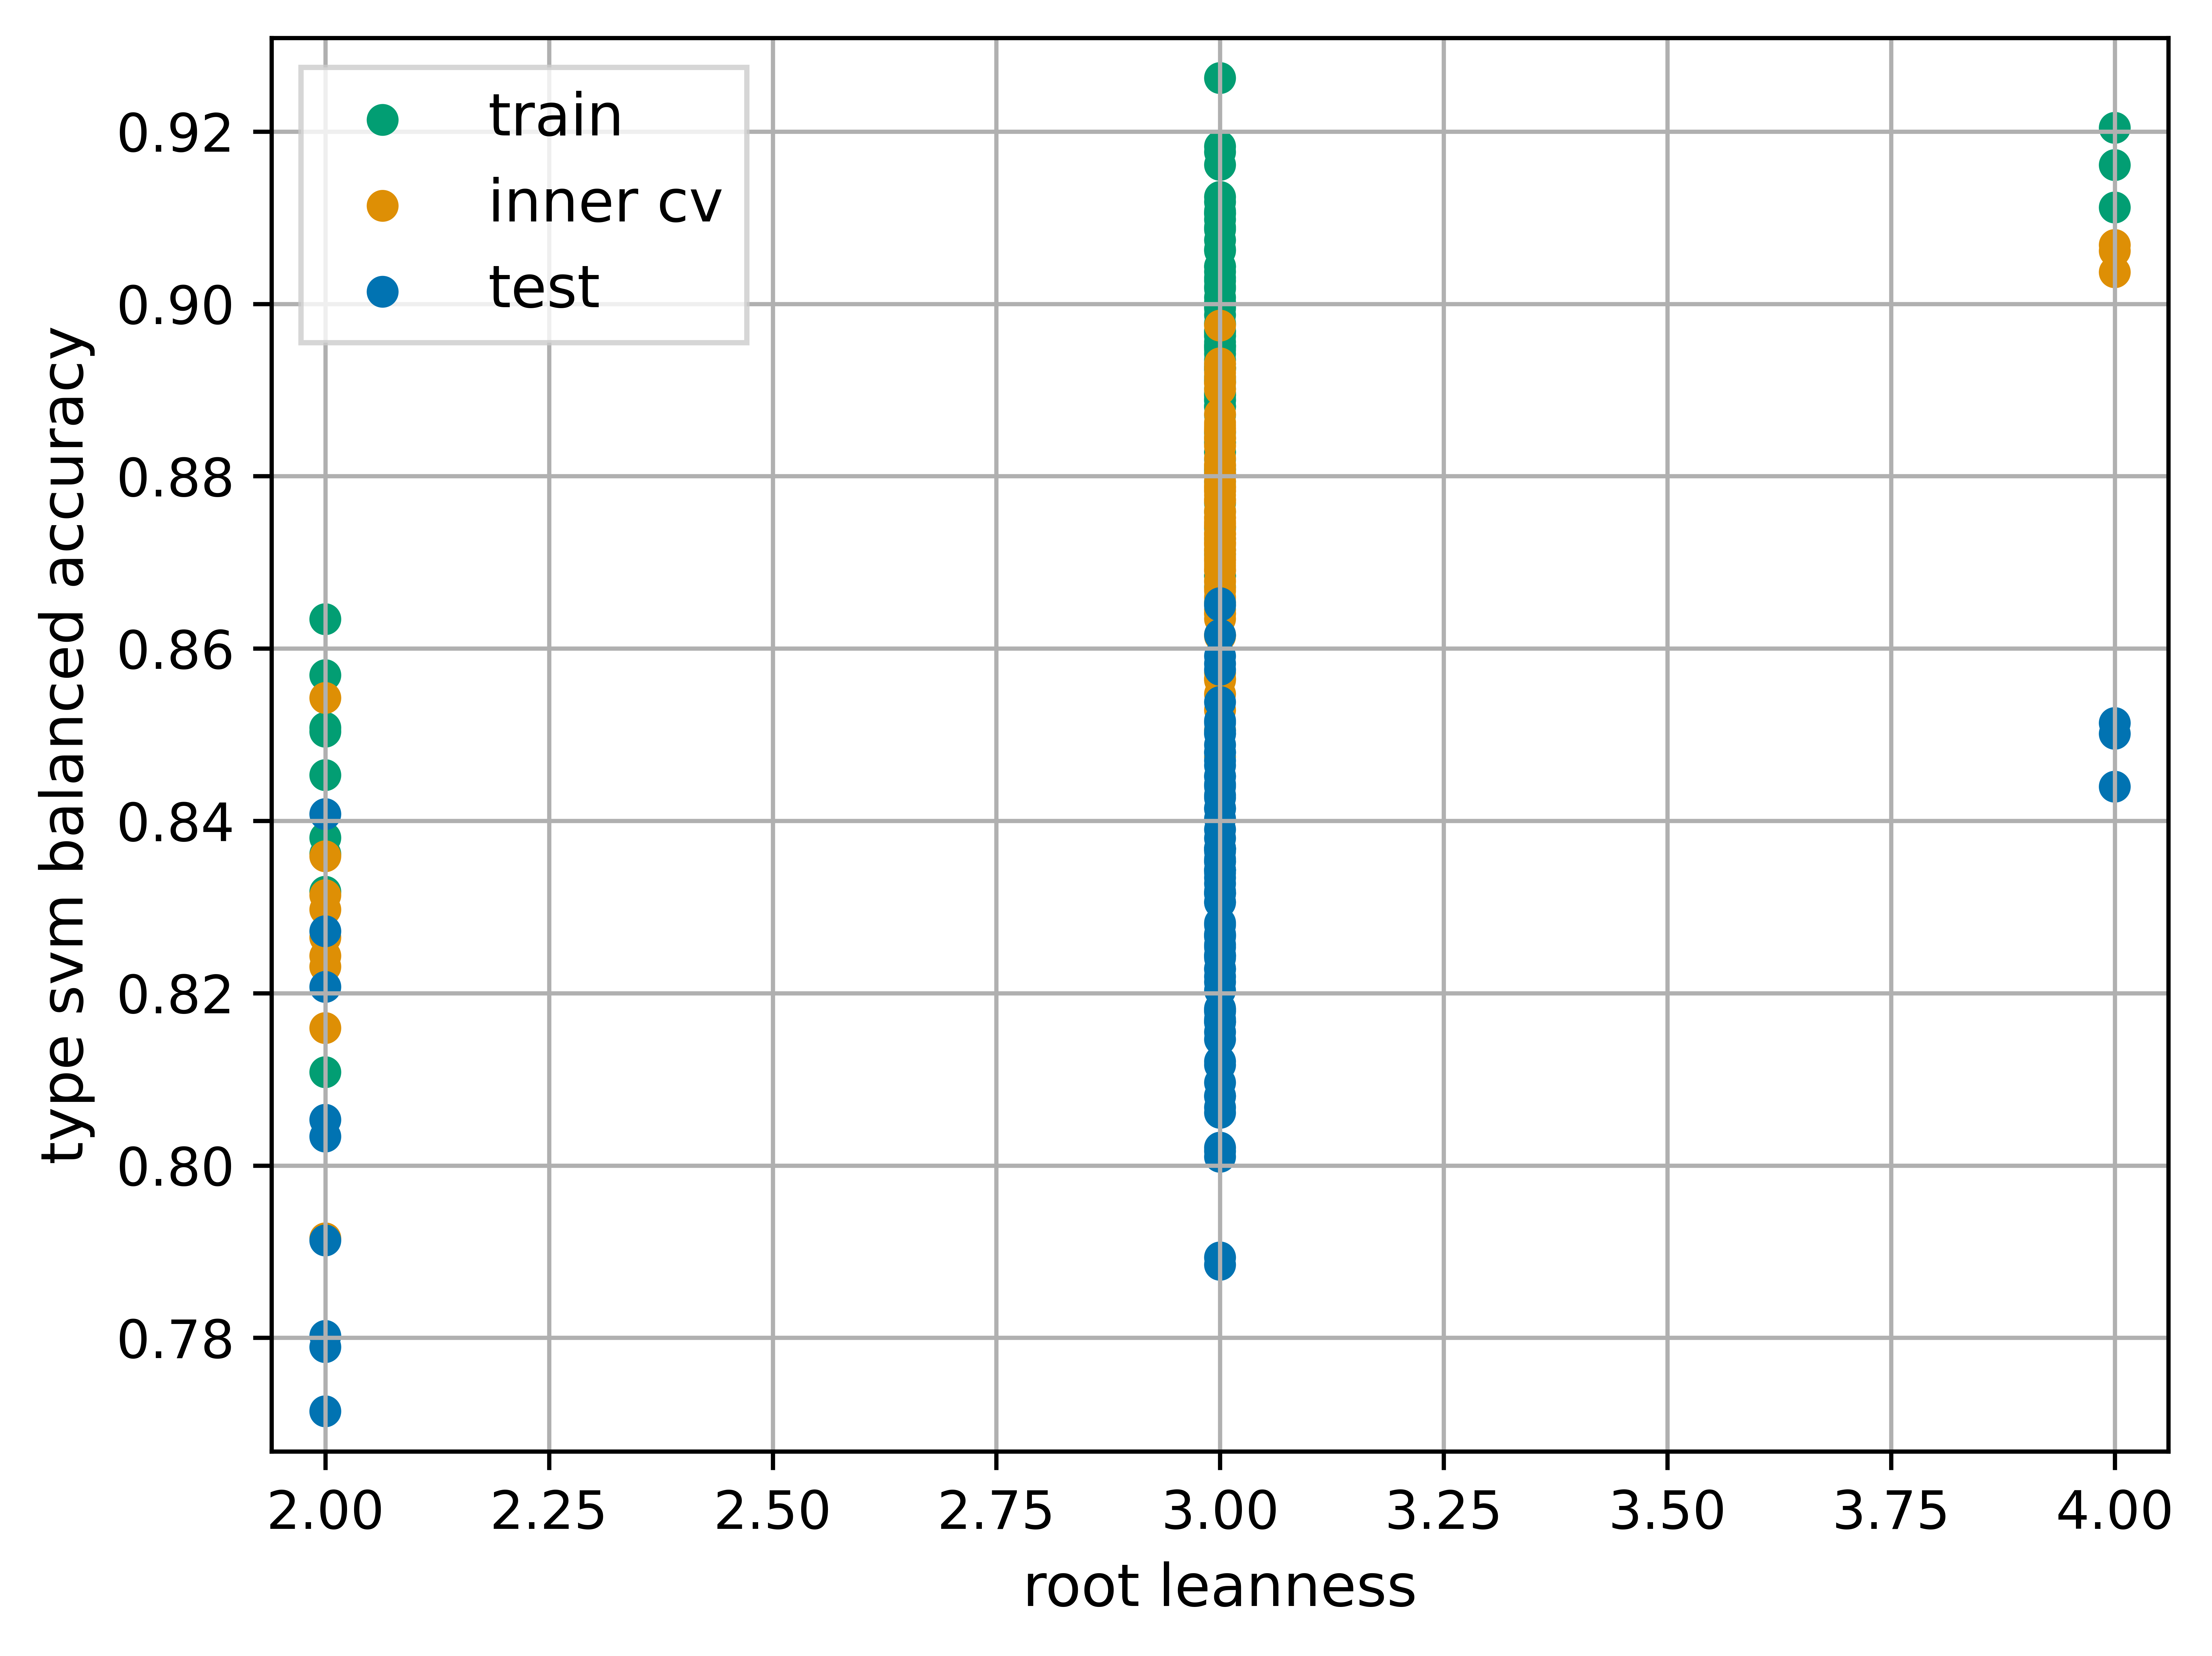 train
inner cv
test
0.92
0.90
0.88
0.86
0.84
0.82
0.80
0.78
type svm balanced accuracy
2.00 2.25 2.50 2.75 3.00 3.25 3.50 3.75 4.00
root leanness